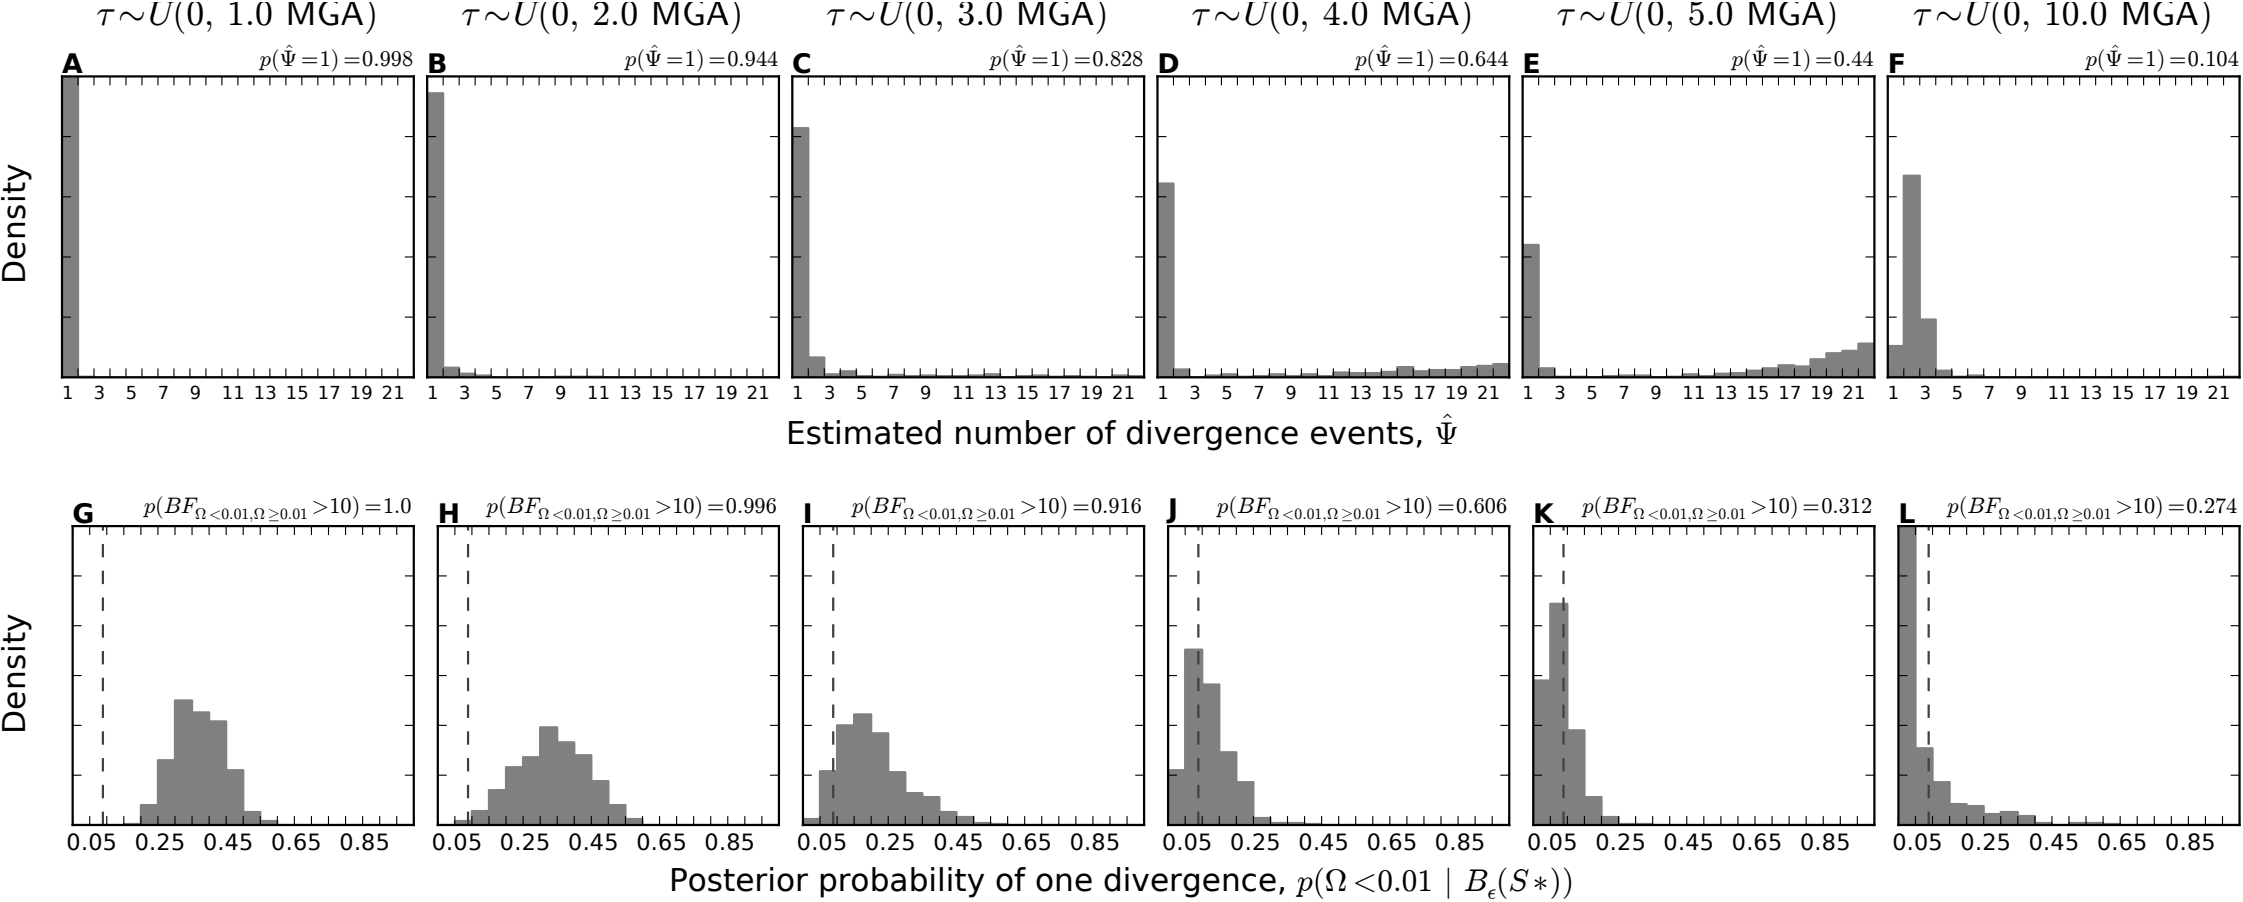 τ∼U(0, 1.0 MGA) τ∼U(0, 2.0 MGA) τ∼U(0, 3.0 MGA) τ∼U(0, 4.0 MGA) τ∼U(0, 5.0 MGA) τ∼U(0, 10.0 MGA)
A p(Ψ̂=1)=0.998 B p(Ψ̂=1)=0.944 C p(Ψ̂=1)=0.828 D p(Ψ̂=1)=0.644 E p(Ψ̂=1)=0.44 F p(Ψ̂=1)=0.104
Density
1 3 5 7 9 11 13 15 17 19 21 1 3 5 7 9 11 13 15 17 19 21 1 3 5 7 9 11 13 15 17 19 21 1 3 5 7 9 11 13 15 17 19 21 1 3 5 7 9 11 13 15 17 19 21 1 3 5 7 9 11 13 15 17 19 21
Estimated number of divergence events, Ψ̂
G p(BF_{Ω<0.01,Ω≥0.01}>10)=1.0 H p(BF_{Ω<0.01,Ω≥0.01}>10)=0.996 I p(BF_{Ω<0.01,Ω≥0.01}>10)=0.916 J p(BF_{Ω<0.01,Ω≥0.01}>10)=0.606 K p(BF_{Ω<0.01,Ω≥0.01}>10)=0.312 L p(BF_{Ω<0.01,Ω≥0.01}>10)=0.274
Density
0.05 0.25 0.45 0.65 0.85 0.05 0.25 0.45 0.65 0.85 0.05 0.25 0.45 0.65 0.85 0.05 0.25 0.45 0.65 0.85 0.05 0.25 0.45 0.65 0.85 0.05 0.25 0.45 0.65 0.85
Posterior probability of one divergence, p(Ω<0.01 | B_ϵ(S∗))